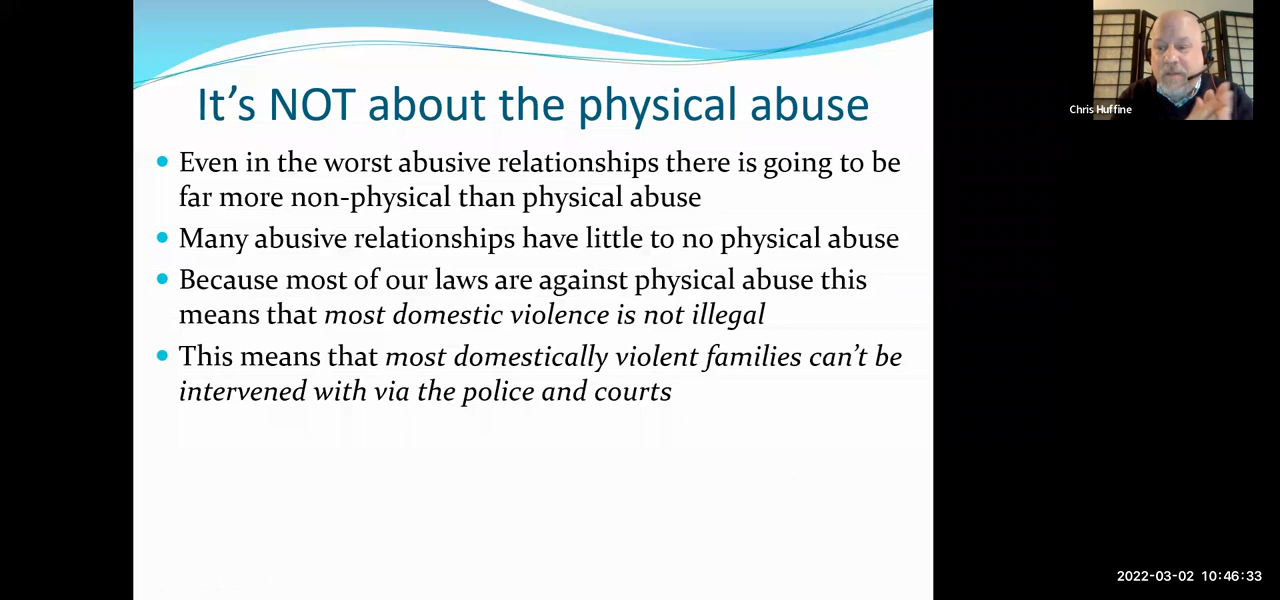 It's NOT about the physical abuse
Even in the worst abusive relationships there is going to be
far more non-physical than physical abuse
Many abusive relationships have little to no physical abuse
Because most of our laws are against physical abuse this
means that most domestic violence is not illegal
This means that most domestically violent families can't be
intervened with via the police and courts
Chris Huffine
2022-03-02 10:46:33